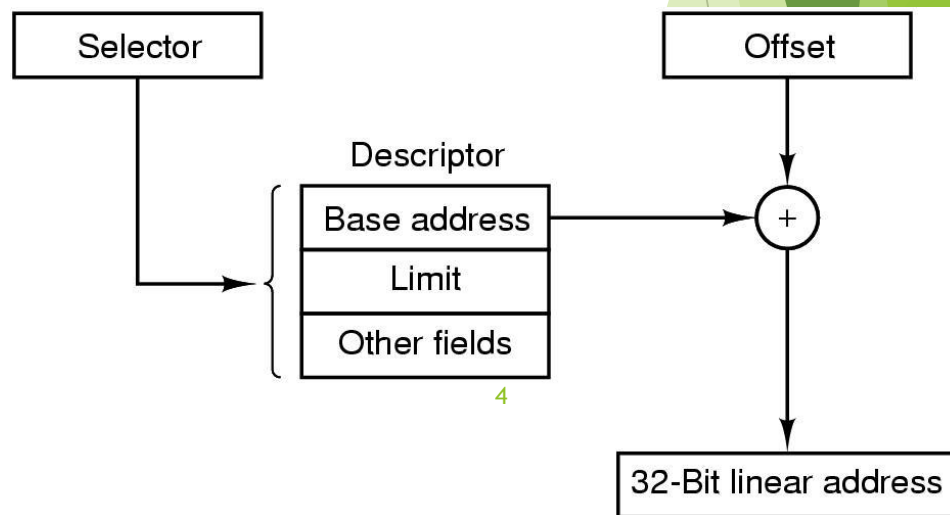 Selector
Offset
Descriptor
Base address
+
Limit
Other fields
4
32-Bit linear address